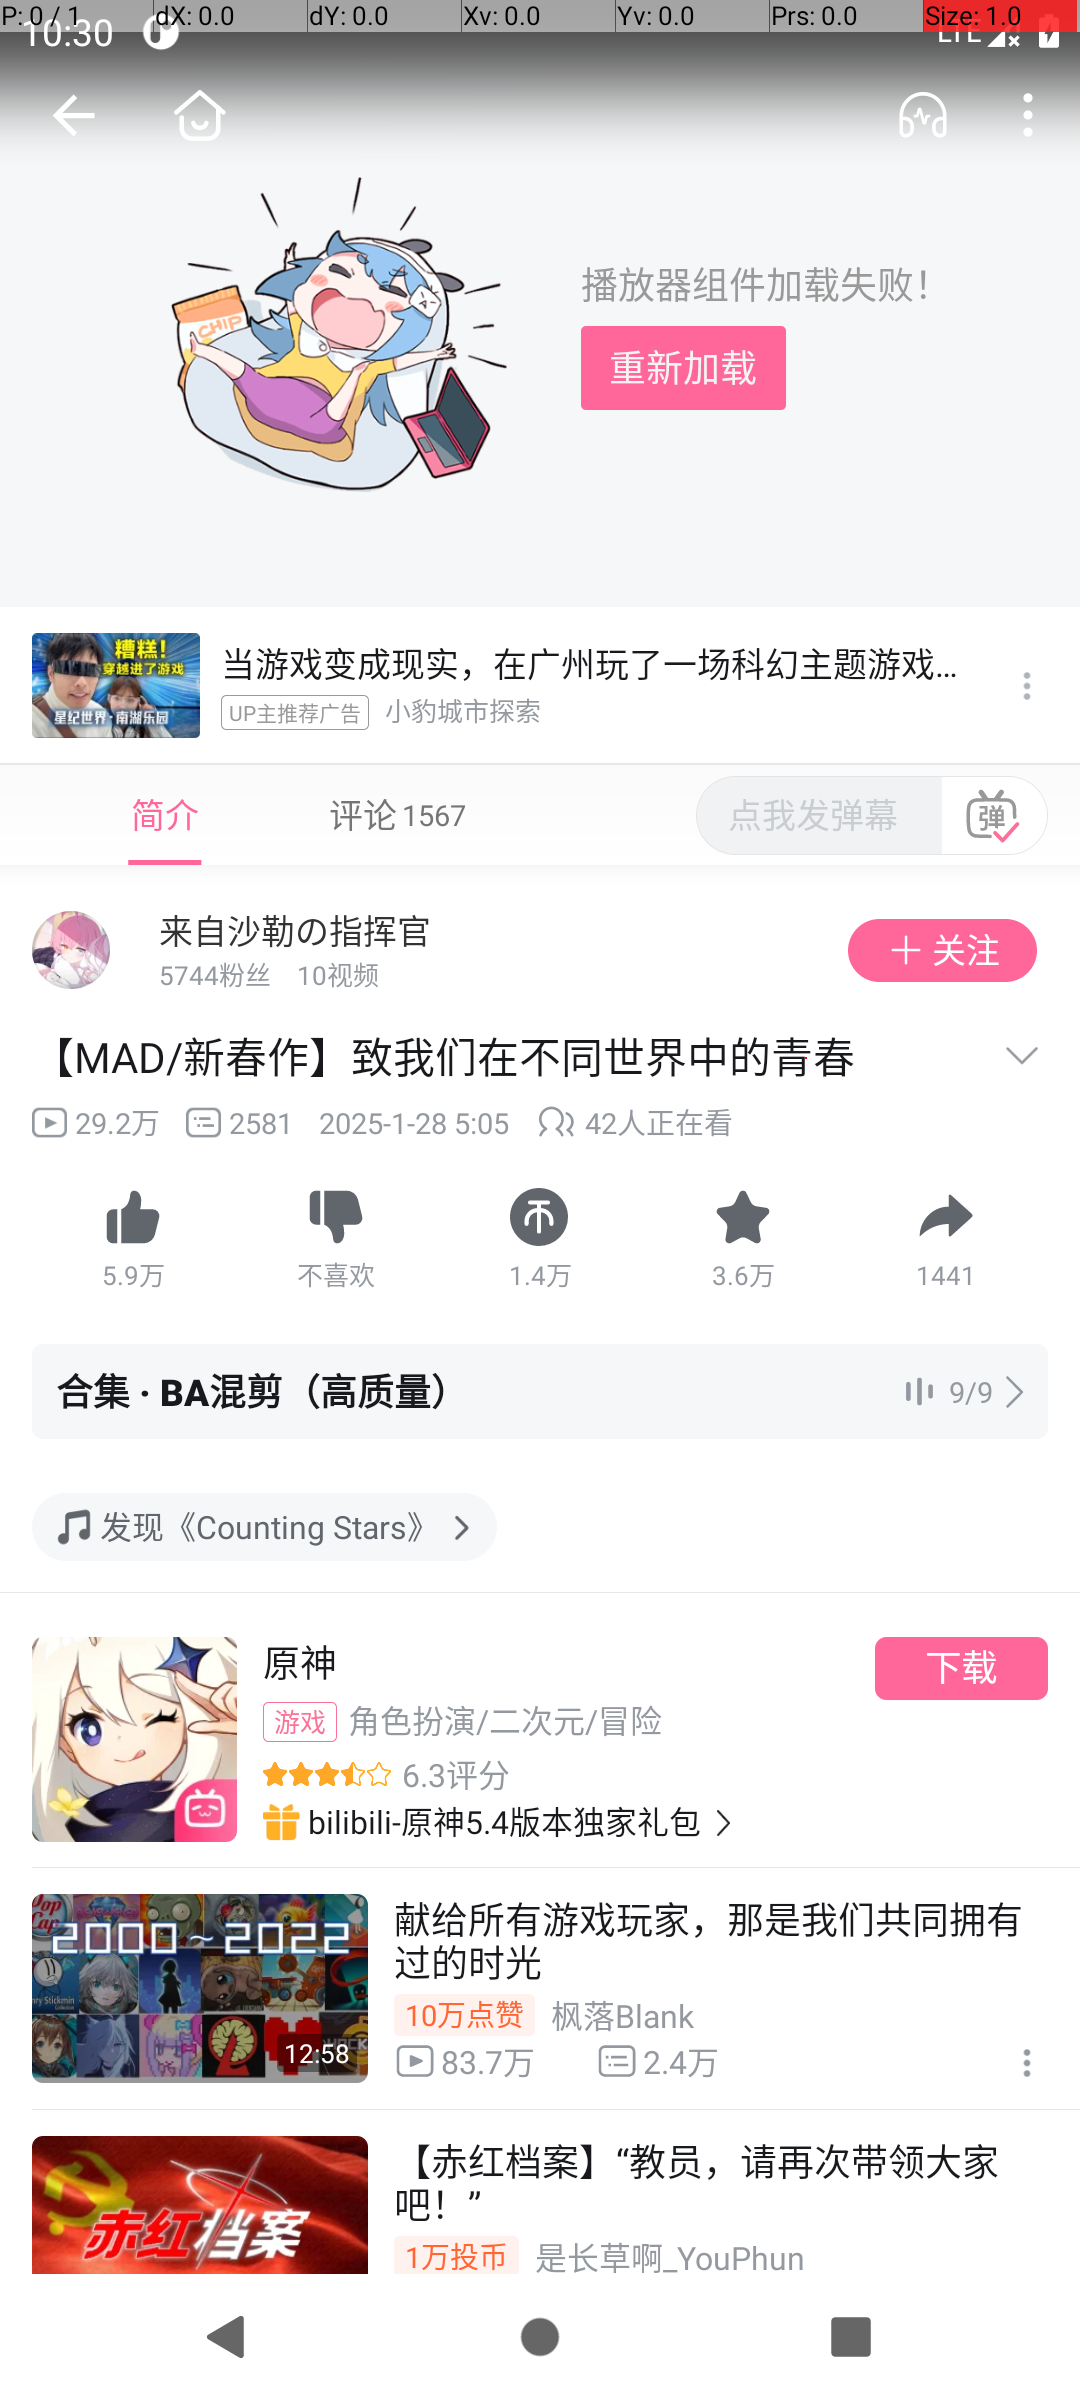 P: 0 / 1
dX: 0.0
dY: 0.0
Xv: 0.0
Yv: 0.0
Prs: 0.0
Size: 1.0
10:30
LTE
CHIP
播放器组件加载失败！
重新加载
糟糕！
穿越进了游戏
星纪世界·南湖乐园
当游戏变成现实，在广州玩了一场科幻主题游戏...
UP主推荐广告
小豹城市探索
简介
评论 1567
点我发弹幕
弹
来自沙勒の指挥官
5744粉丝
10视频
＋ 关注
【MAD/新春作】致我们在不同世界中的青春
29.2万
2581
2025-1-28 5:05
42人正在看
5.9万
不喜欢
1.4万
3.6万
1441
合集 · BA混剪（高质量）
9/9
发现《Counting Stars》
原神
下载
游戏
角色扮演/二次元/冒险
6.3评分
bilibili-原神5.4版本独家礼包
2000~2022
12:58
献给所有游戏玩家，那是我们共同拥有
过的时光
10万点赞
枫落Blank
83.7万
2.4万
赤红档案
【赤红档案】“教员，请再次带领大家
吧！”
1万投币
是长草啊_YouPhun